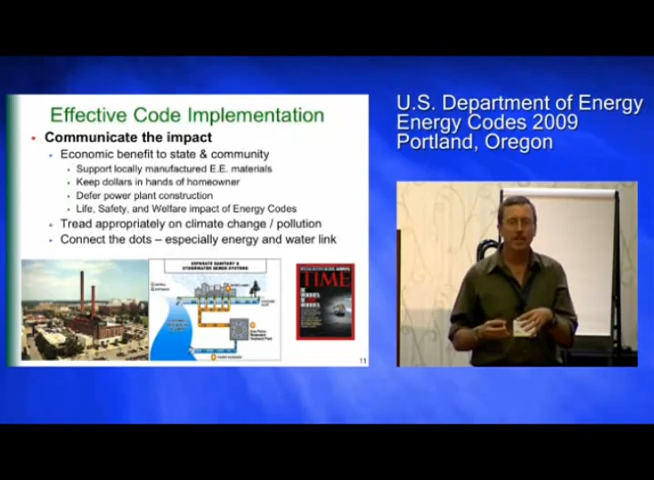 U.S. Department of Energy
Energy Codes 2009
Portland, Oregon
Effective Code Implementation
• Communicate the impact
• Economic benefit to state & community
• Support locally manufactured E.E. materials
• Keep dollars in hands of homeowner
• Defer power plant construction
• Life, Safety, and Welfare impact of Energy Codes
• Tread appropriately on climate change / pollution
• Connect the dots – especially energy and water link
SEPARATE SANITARY &
STORMWATER SEWER SYSTEMS
TIME
11